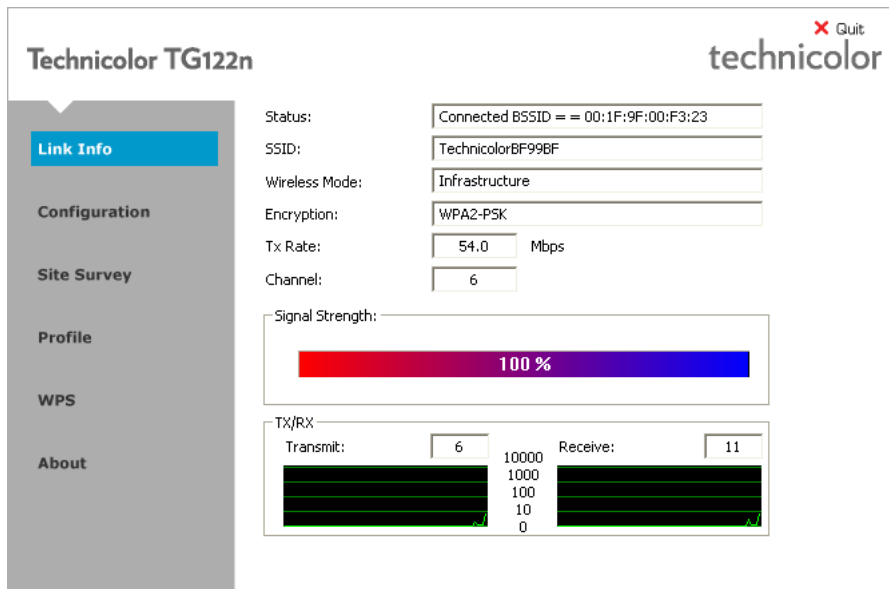 Quit
Technicolor TG122n
technicolor
Link Info
Configuration
Site Survey
Profile
WPS
About
Status: Connected BSSID = = 00:1F:9F:00:F3:23
SSID: TechnicolorBF99BF
Wireless Mode: Infrastructure
Encryption: WPA2-PSK
Tx Rate: 54.0 Mbps
Channel: 6
Signal Strength:
100 %
TX/RX
Transmit: 6
Receive: 11
10000
1000
100
10
0